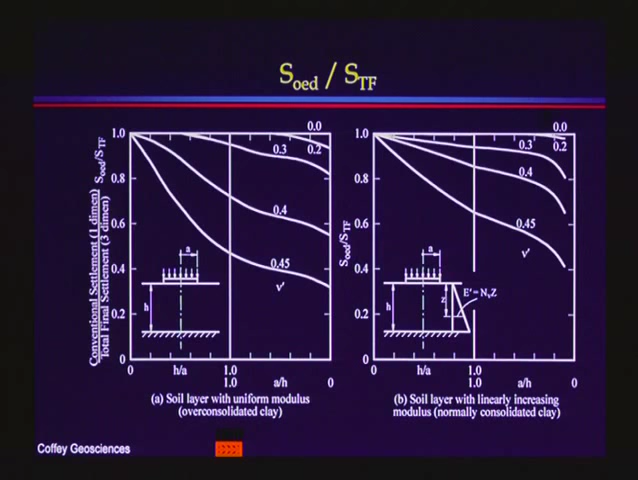 Soed / STF
Conventional Settlement (1 dimen) Soed/STF
Total Final Settlement (3 dimen)
1.0
0.8
0.6
0.4
0.2
0
0.0
0.3
0.2
0.4
0.45
ν'
a
h
0 h/a 1.0
1.0 a/h 0
(a) Soil layer with uniform modulus
(overconsolidated clay)
Soed/STF
1.0
0.8
0.6
0.4
0.2
0
0.0
0.3
0.2
0.4
0.45
ν'
a
h
z
E' = NvZ
0 h/a 1.0
1.0 a/h 0
(b) Soil layer with linearly increasing
modulus (normally consolidated clay)
Coffey Geosciences